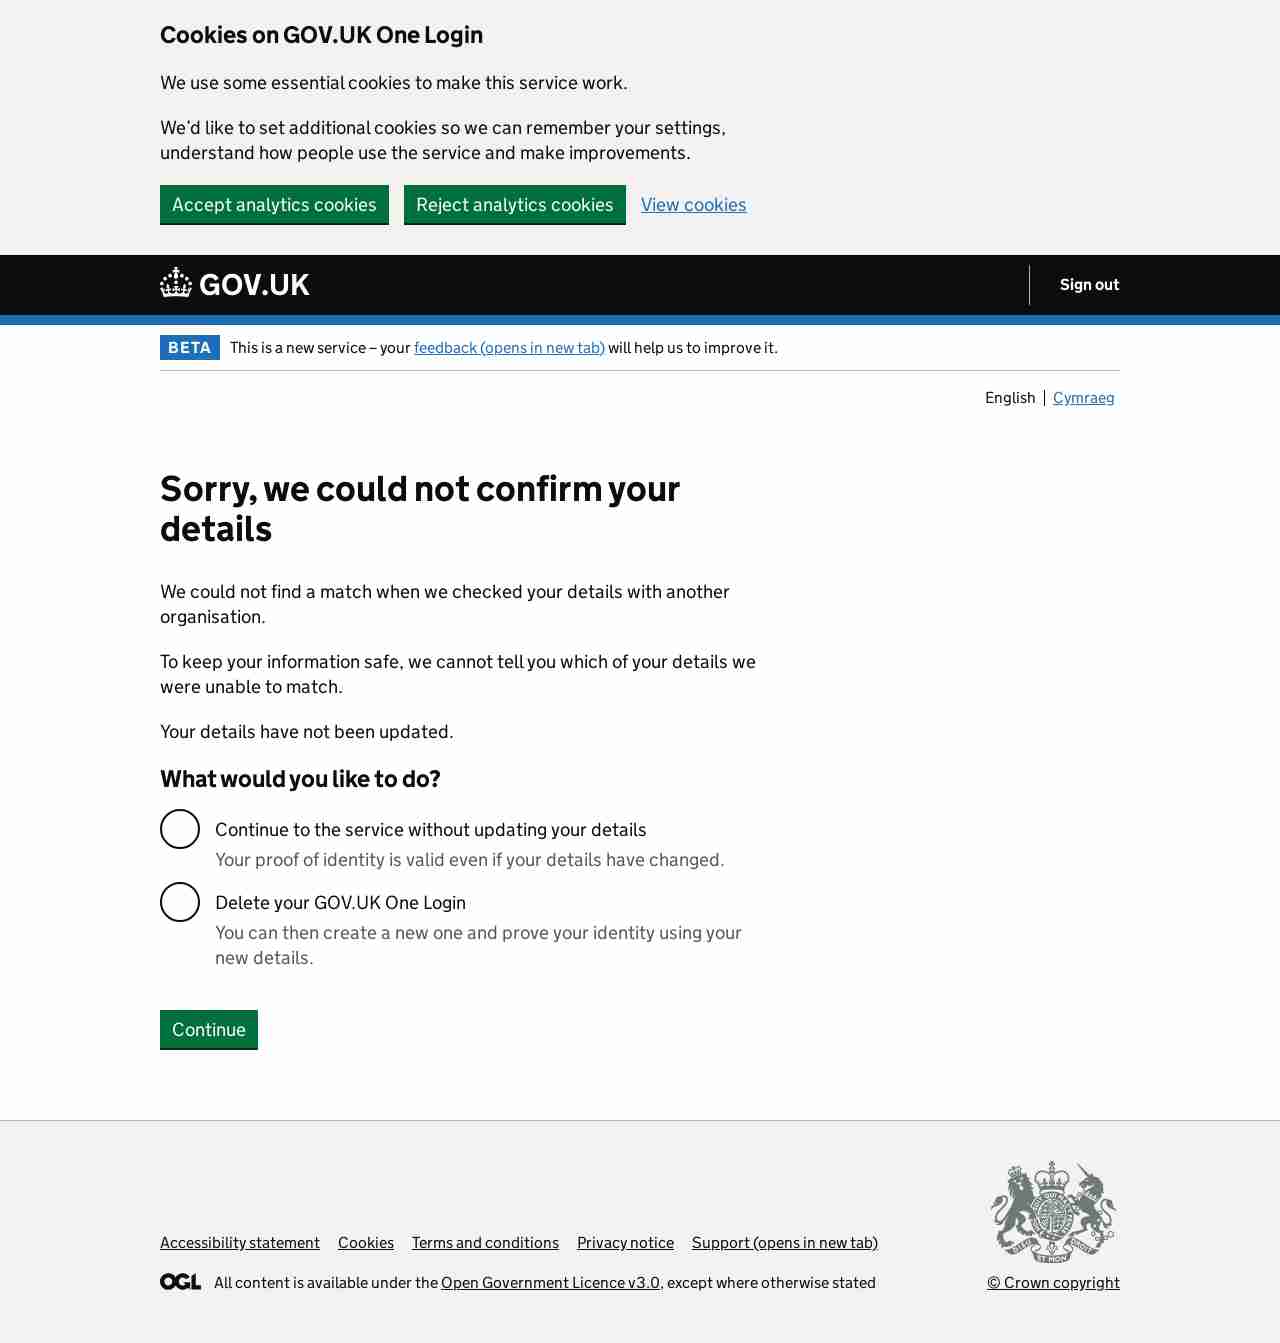 Cookies on GOV.UK One Login
We use some essential cookies to make this service work.
We’d like to set additional cookies so we can remember your settings,
understand how people use the service and make improvements.
Accept analytics cookies Reject analytics cookies View cookies
GOV.UK Sign out
BETA This is a new service – your feedback (opens in new tab) will help us to improve it.
English Cymraeg
Sorry, we could not confirm your
details
We could not find a match when we checked your details with another
organisation.
To keep your information safe, we cannot tell you which of your details we
were unable to match.
Your details have not been updated.
What would you like to do?
Continue to the service without updating your details
Your proof of identity is valid even if your details have changed.
Delete your GOV.UK One Login
You can then create a new one and prove your identity using your
new details.
Continue
Accessibility statement Cookies Terms and conditions Privacy notice Support (opens in new tab)
OGL All content is available under the Open Government Licence v3.0, except where otherwise stated
© Crown copyright